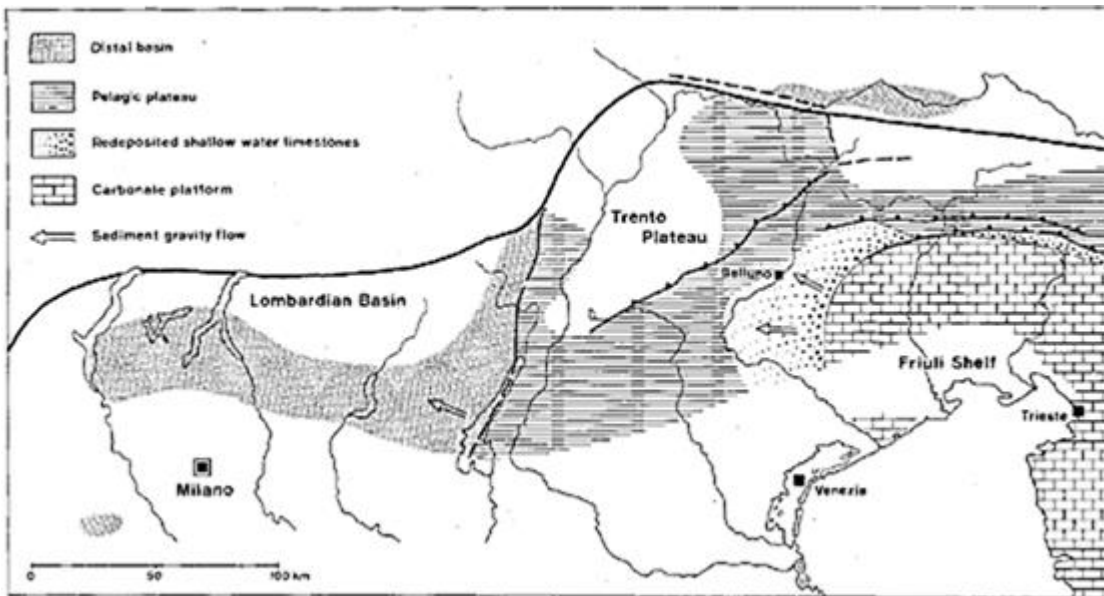 Distal basin
Pelagic plateau
Redeposited shallow water limestones
Carbonate platform
Sediment gravity flow
Trento
Plateau
Belluno
Lombardian Basin
Friuli Shelf
Trieste
Milano
Venezia
0 50 100 km